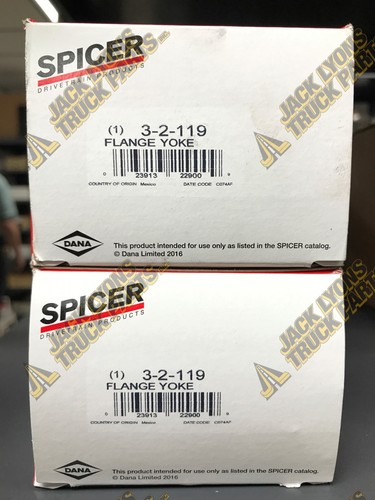 SPICER
DRIVETRAIN PRODUCTS
(1) 3-2-119
FLANGE YOKE
0 23913 22900 9
COUNTRY OF ORIGIN Mexico DATE CODE C074AF
DANA
This product intended for use only as listed in the SPICER catalog.
© Dana Limited 2016
SPICER
DRIVETRAIN PRODUCTS
(1) 3-2-119
FLANGE YOKE
0 23913 22900 9
COUNTRY OF ORIGIN Mexico DATE CODE C074AF
DANA
This product intended for use only as listed in the SPICER catalog.
© Dana Limited 2016
JACK LYONS
TRUCK PARTS INC.
JACK LYONS
TRUCK PARTS
JACK LYONS
TRUCK PARTS INC.
JACK LYONS
TRUCK PARTS